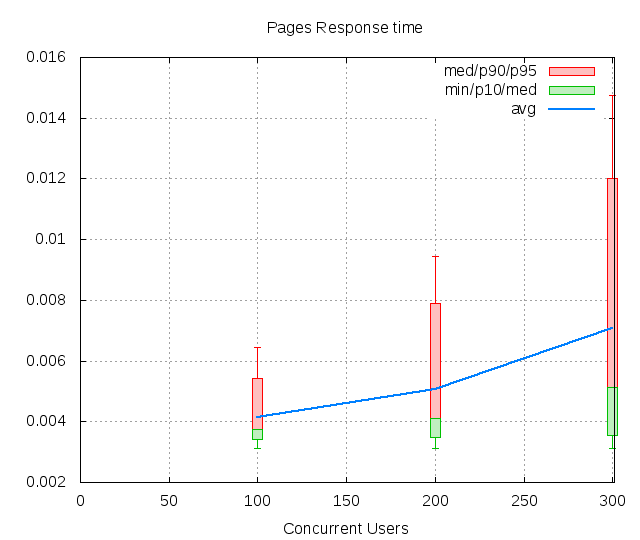 Pages Response time
0.016
0.014
0.012
0.01
0.008
0.006
0.004
0.002
med/p90/p95
min/p10/med
avg
0 50 100 150 200 250 300
Concurrent Users